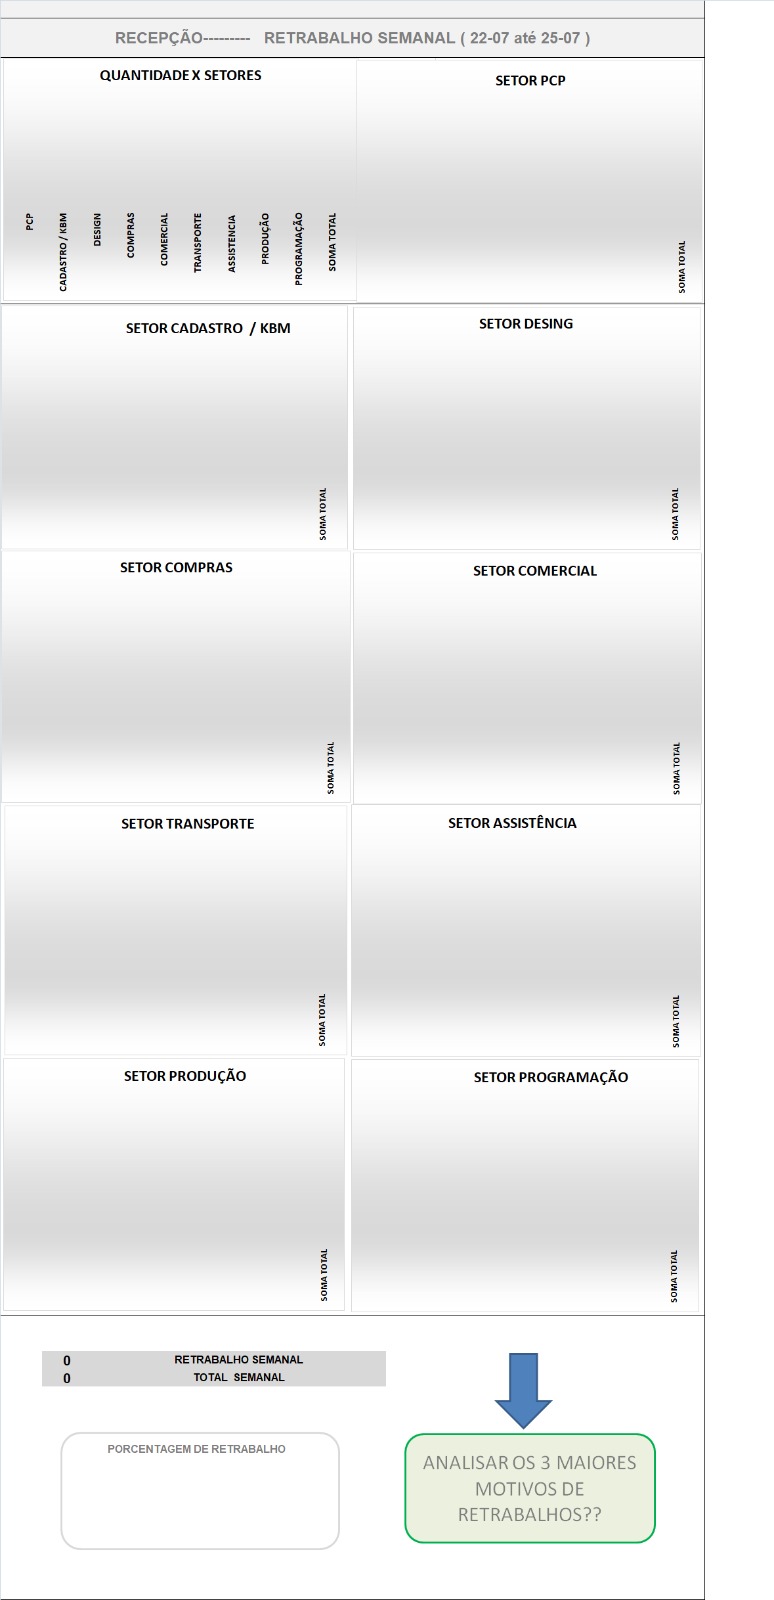 RECEPÇÃO--------- RETRABALHO SEMANAL ( 22-07 até 25-07 )
QUANTIDADE X SETORES
PCP
CADASTRO / KBM
DESIGN
COMPRAS
COMERCIAL
TRANSPORTE
ASSISTENCIA
PRODUÇÃO
PROGRAMAÇÃO
SOMA TOTAL
SETOR PCP
SOMA TOTAL
SETOR CADASTRO / KBM
SOMA TOTAL
SETOR DESING
SOMA TOTAL
SETOR COMPRAS
SOMA TOTAL
SETOR COMERCIAL
SOMA TOTAL
SETOR TRANSPORTE
SOMA TOTAL
SETOR ASSISTÊNCIA
SOMA TOTAL
SETOR PRODUÇÃO
SOMA TOTAL
SETOR PROGRAMAÇÃO
SOMA TOTAL
0 RETRABALHO SEMANAL
0 TOTAL SEMANAL
PORCENTAGEM DE RETRABALHO
ANALISAR OS 3 MAIORES
MOTIVOS DE
RETRABALHOS??